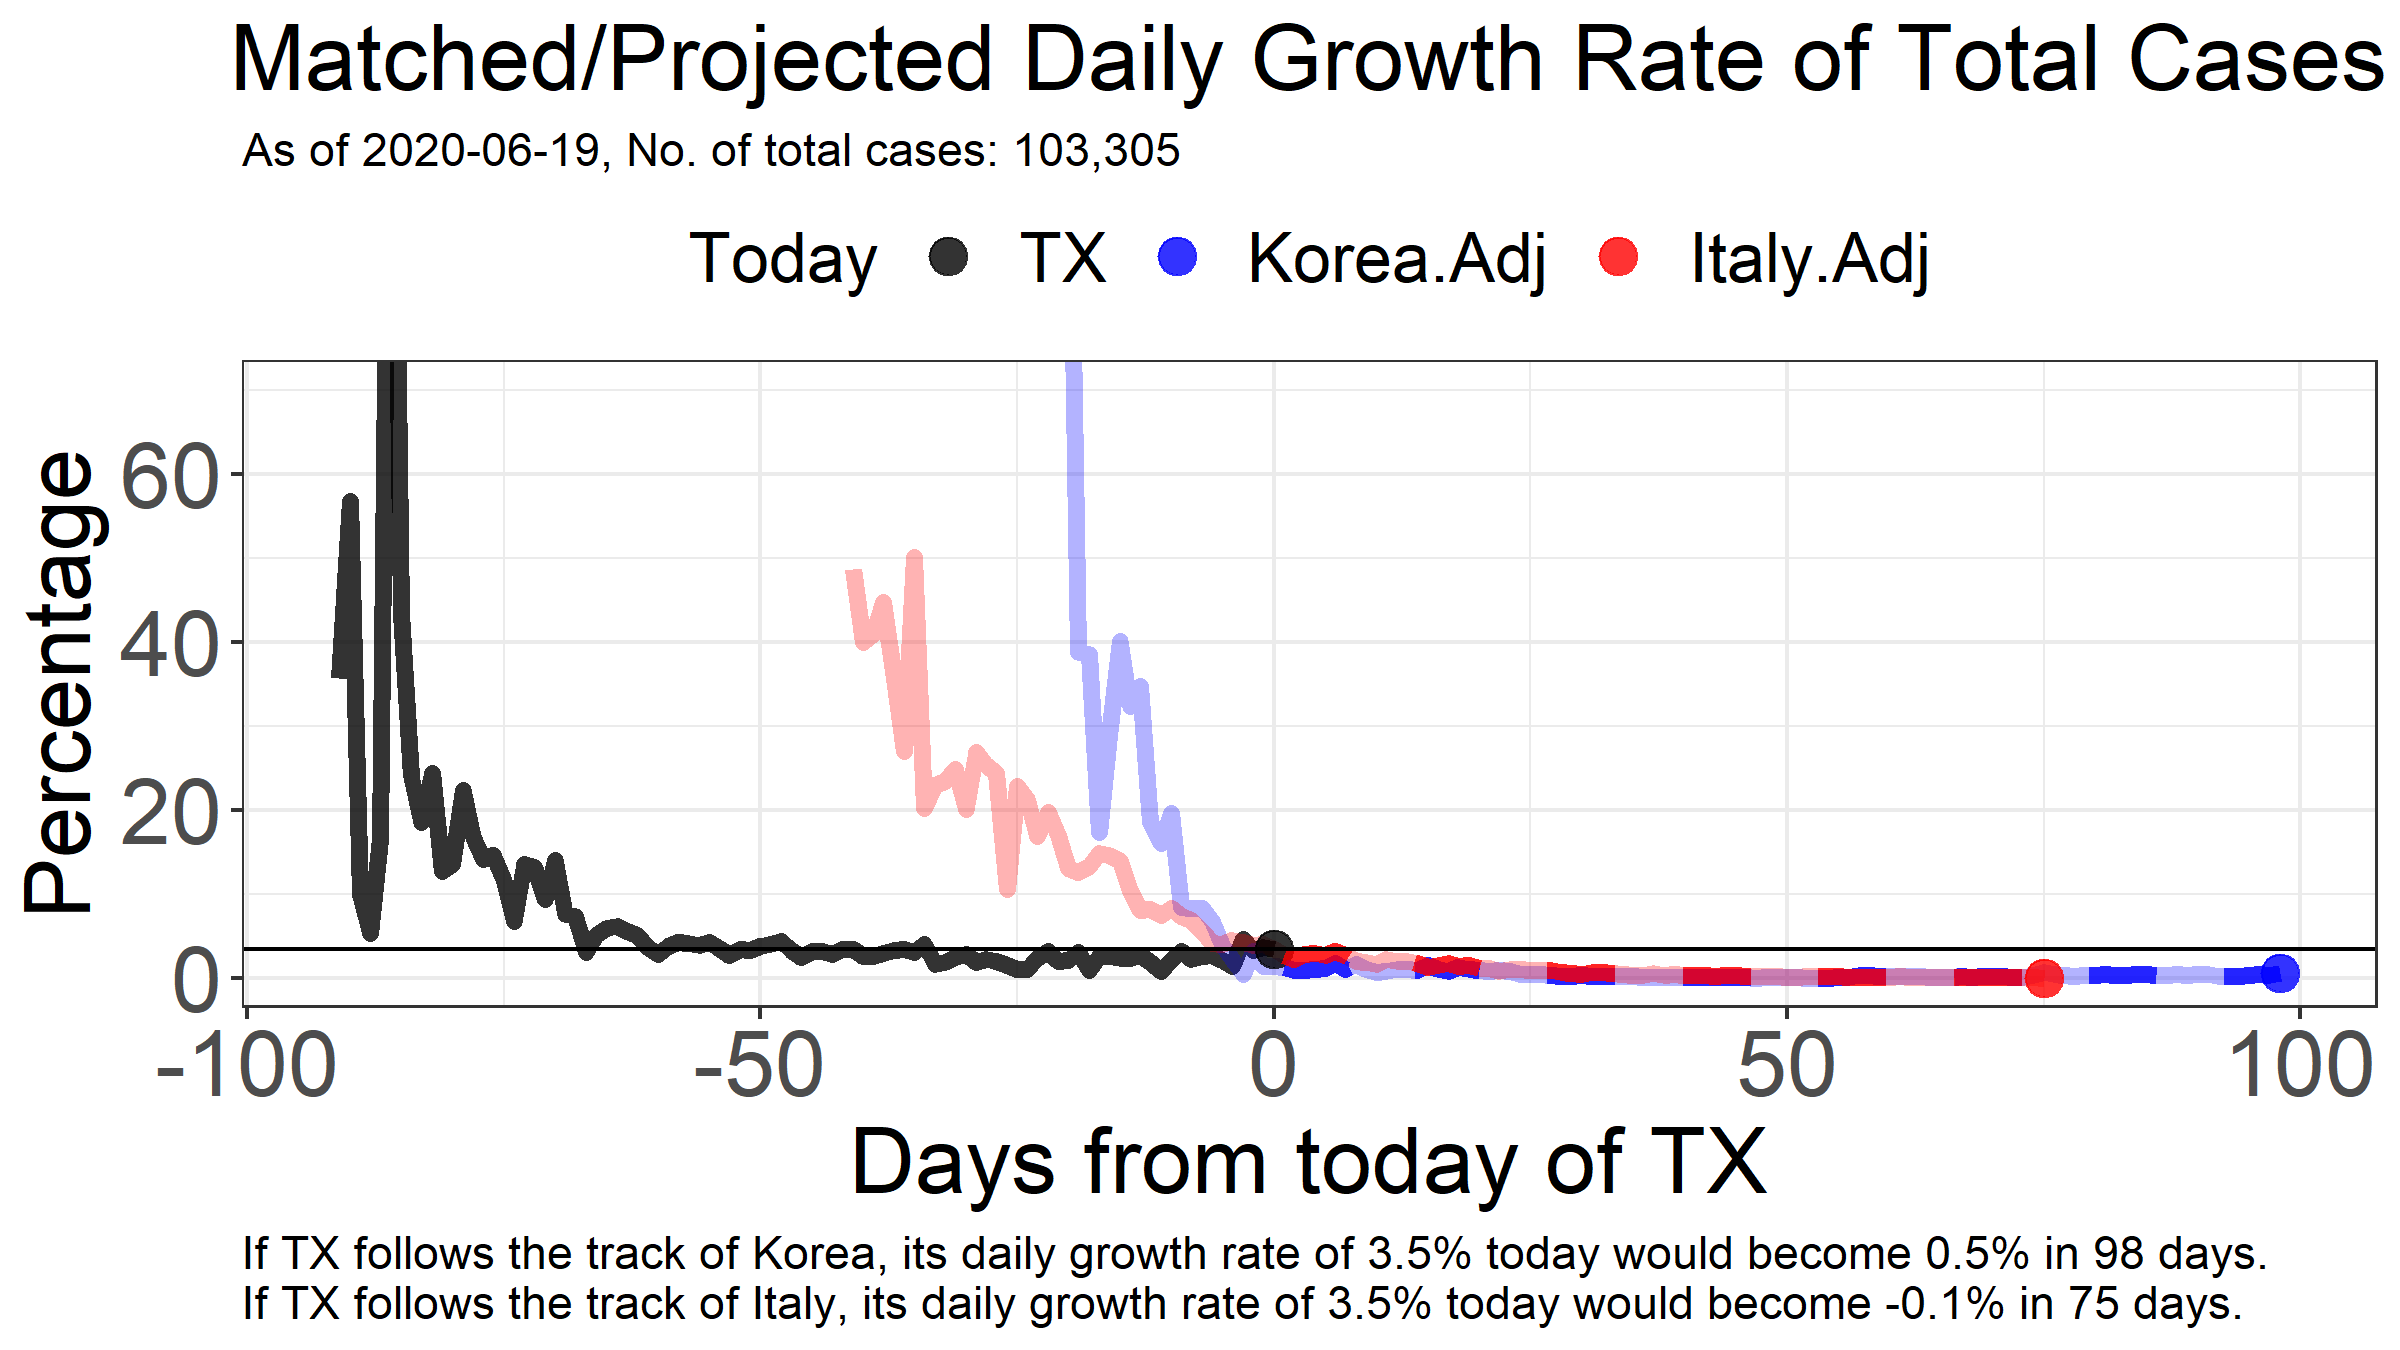 Matched/Projected Daily Growth Rate of Total Cases
As of 2020-06-19, No. of total cases: 103,305
Today TX Korea.Adj Italy.Adj
Percentage
60
40
20
0
-100 -50 0 50 100
Days from today of TX
If TX follows the track of Korea, its daily growth rate of 3.5% today would become 0.5% in 98 days.
If TX follows the track of Italy, its daily growth rate of 3.5% today would become -0.1% in 75 days.